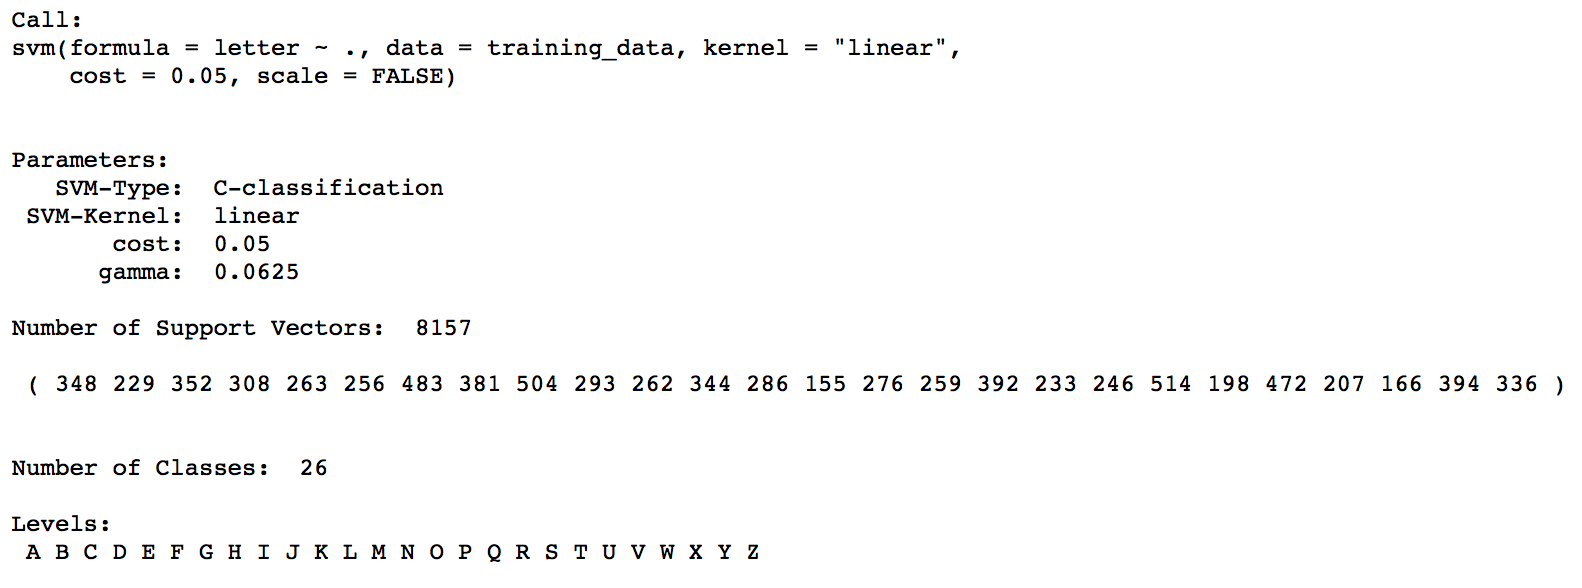 Call:
svm(formula = letter ~ ., data = training_data, kernel = "linear",
    cost = 0.05, scale = FALSE)
Parameters:
   SVM-Type:  C-classification
 SVM-Kernel:  linear
       cost:  0.05
      gamma:  0.0625
Number of Support Vectors:  8157
 ( 348 229 352 308 263 256 483 381 504 293 262 344 286 155 276 259 392 233 246 514 198 472 207 166 394 336 )
Number of Classes:  26
Levels:
 A B C D E F G H I J K L M N O P Q R S T U V W X Y Z